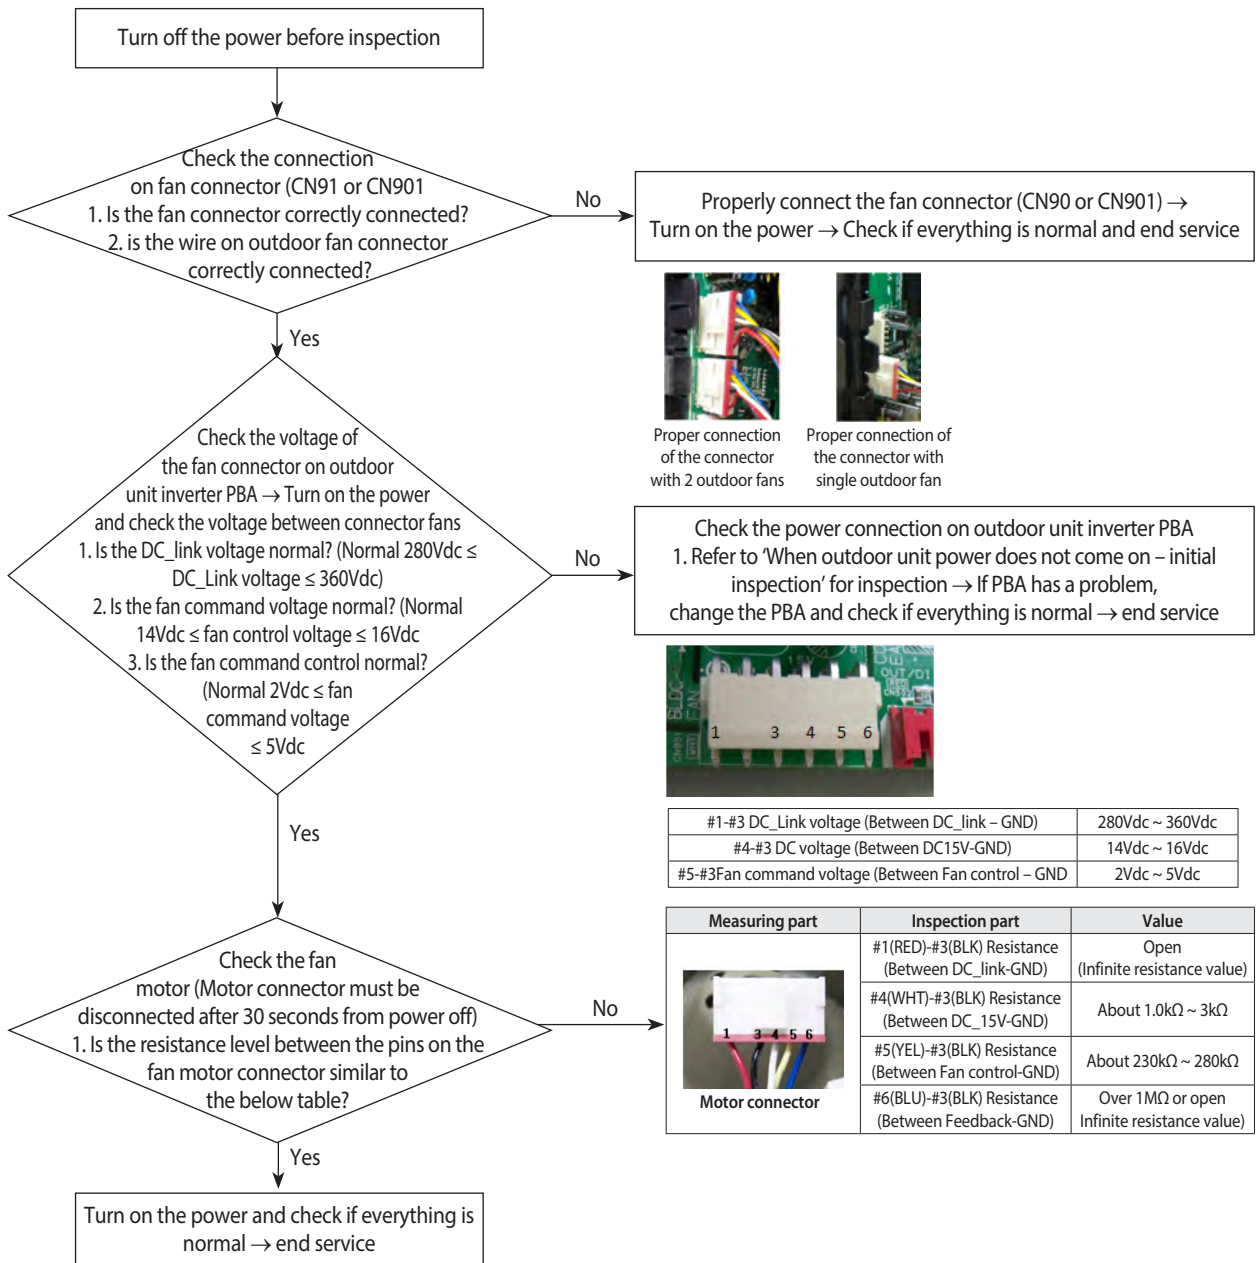 Turn off the power before inspection
Check the connection
on fan connector (CN91 or CN901
1. Is the fan connector correctly connected?
2. is the wire on outdoor fan connector
correctly connected?
No
Properly connect the fan connector (CN90 or CN901) →
Turn on the power → Check if everything is normal and end service
Yes
Proper connection
of the connector
with 2 outdoor fans
Proper connection of
the connector with
single outdoor fan
Check the voltage of
the fan connector on outdoor
unit inverter PBA → Turn on the power
and check the voltage between connector fans
1. Is the DC_link voltage normal? (Normal 280Vdc ≤
DC_Link voltage ≤ 360Vdc)
2. Is the fan command voltage normal? (Normal
14Vdc ≤ fan control voltage ≤ 16Vdc
3. Is the fan command control normal?
(Normal 2Vdc ≤ fan
command voltage
≤ 5Vdc
No
Check the power connection on outdoor unit inverter PBA
1. Refer to ‘When outdoor unit power does not come on – initial
inspection’ for inspection → If PBA has a problem,
change the PBA and check if everything is normal → end service
BLDC
FAN
OUT/DI
1 3 4 5 6
Yes
#1-#3 DC_Link voltage (Between DC_link – GND) 280Vdc ~ 360Vdc
#4-#3 DC voltage (Between DC15V-GND) 14Vdc ~ 16Vdc
#5-#3Fan command voltage (Between Fan control – GND 2Vdc ~ 5Vdc
Check the fan
motor (Motor connector must be
disconnected after 30 seconds from power off)
1. Is the resistance level between the pins on the
fan motor connector similar to
the below table?
No
Measuring part Inspection part Value
#1(RED)-#3(BLK) Resistance
(Between DC_link-GND)
Open
(Infinite resistance value)
#4(WHT)-#3(BLK) Resistance
(Between DC_15V-GND)
About 1.0kΩ ~ 3kΩ
#5(YEL)-#3(BLK) Resistance
(Between Fan control-GND)
About 230kΩ ~ 280kΩ
#6(BLU)-#3(BLK) Resistance
(Between Feedback-GND)
Over 1MΩ or open
Infinite resistance value)
1 3 4 5 6
Motor connector
Yes
Turn on the power and check if everything is
normal → end service